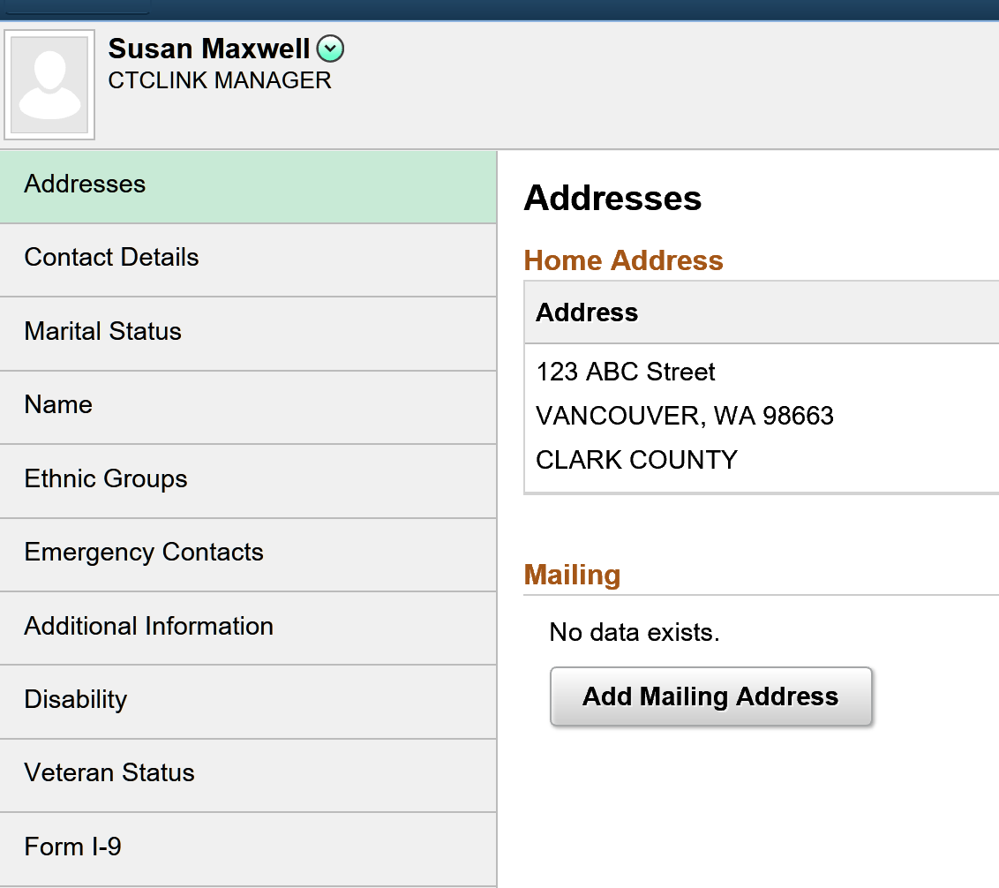 Susan Maxwell
CTCLINK MANAGER
Addresses
Contact Details
Marital Status
Name
Ethnic Groups
Emergency Contacts
Additional Information
Disability
Veteran Status
Form I-9
Addresses
Home Address
Address
123 ABC Street
VANCOUVER, WA 98663
CLARK COUNTY
Mailing
No data exists.
Add Mailing Address